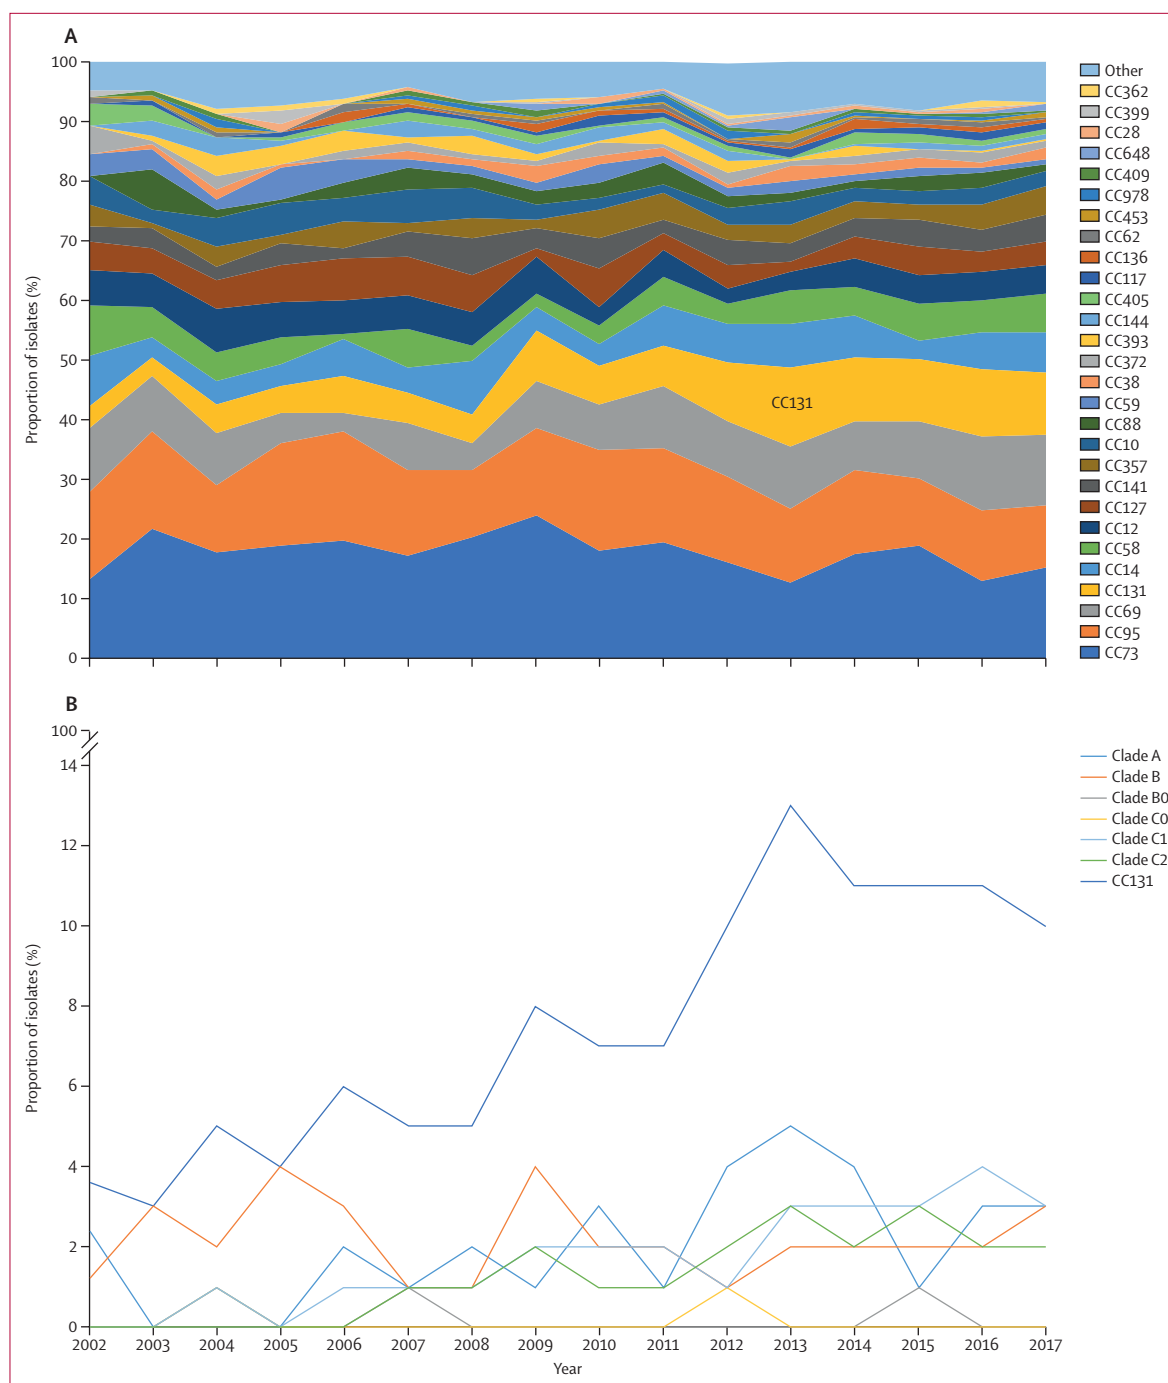 A
100
90
80
70
60
50
40
30
20
10
0
Proportion of isolates (%)
CC131
Other
CC362
CC399
CC28
CC648
CC409
CC978
CC453
CC62
CC136
CC117
CC405
CC144
CC393
CC372
CC38
CC59
CC88
CC10
CC357
CC141
CC127
CC12
CC58
CC14
CC131
CC69
CC95
CC73
B
100
14
12
10
8
6
4
2
0
Proportion of isolates (%)
2002 2003 2004 2005 2006 2007 2008 2009 2010 2011 2012 2013 2014 2015 2016 2017
Year
Clade A
Clade B
Clade B0
Clade C0
Clade C1
Clade C2
CC131